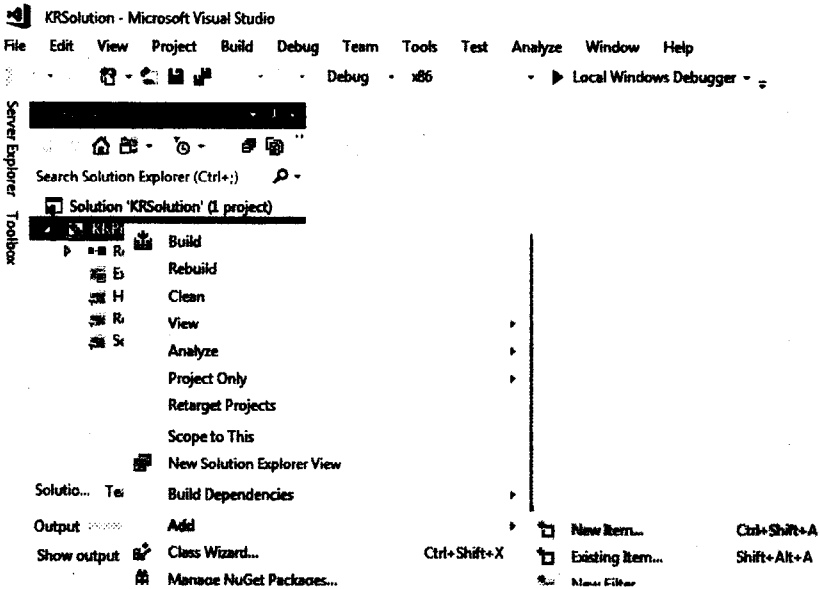 KRSolution - Microsoft Visual Studio
File Edit View Project Build Debug Team Tools Test Analyze Window Help
Debug x86 Local Windows Debugger
Server Explorer
Toolbox
Search Solution Explorer (Ctrl+;)
Solution 'KRSolution' (1 project)
Build
Rebuild
Clean
View
Analyze
Project Only
Retarget Projects
Scope to This
New Solution Explorer View
Solutio...
Build Dependencies
Output
Add
New Item... Ctrl+Shift+A
Show output
Class Wizard... Ctrl+Shift+X
Existing Item... Shift+Alt+A
Manage NuGet Packages...
New Filter